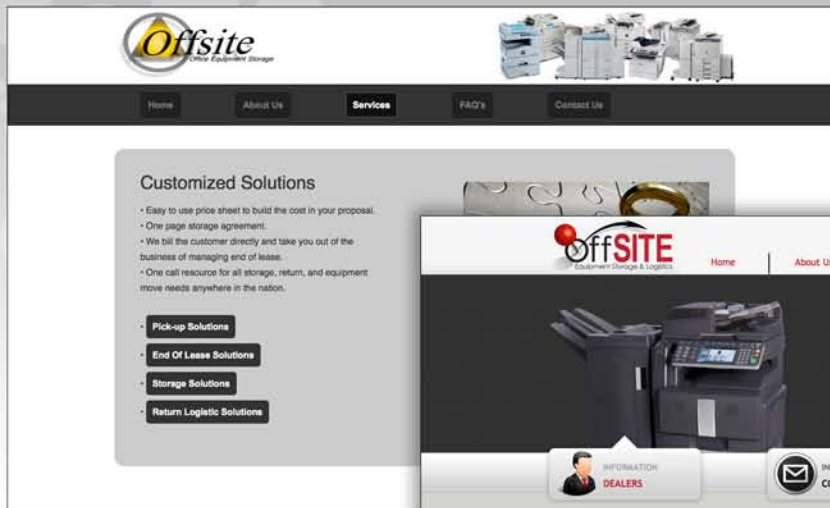 Offsite
Office Equipment Storage
Home
About Us
Services
FAQ's
Contact Us
Customized Solutions
• Easy to use price sheet to build the cost in your proposal.
• One page storage agreement.
• We bill the customer directly and take you out of the
business of managing end of lease.
• One call resource for all storage, return, and equipment
move needs anywhere in the nation.
• Pick-up Solutions
• End Of Lease Solutions
• Storage Solutions
• Return Logistic Solutions
OffSITE
Equipment Storage & Logistics
Home
About Us
INFORMATION
DEALERS